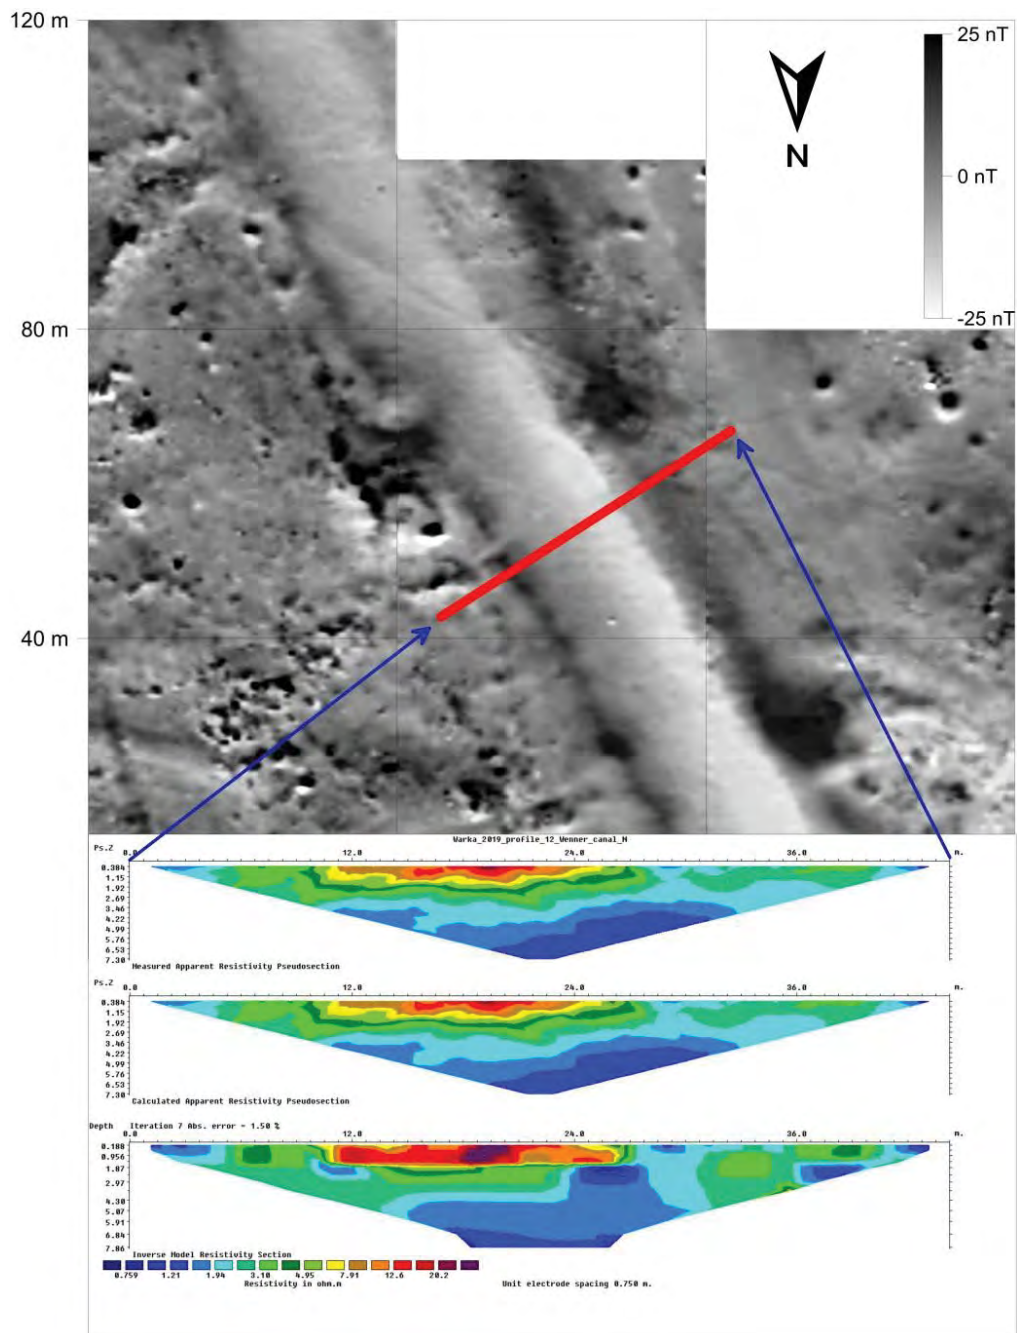 120 m
25 nT
N
0 nT
80 m
-25 nT
40 m
Warka_2019_profile_12_Wenner_canal_N
Ps.Z 0.0 12.0 24.0 36.0 m.
0.384
1.15
1.92
2.69
3.46
4.22
4.99
5.76
6.53
7.30
Measured Apparent Resistivity Pseudosection
Ps.Z 0.0 12.0 24.0 36.0 m.
0.384
1.15
1.92
2.69
3.46
4.22
4.99
5.76
6.53
7.30
Calculated Apparent Resistivity Pseudosection
Depth Iteration 7 Abs. error = 1.50 %
0.0 12.0 24.0 36.0 m.
0.188
0.956
1.87
2.97
4.30
5.07
5.91
6.84
7.86
Inverse Model Resistivity Section
0.759 1.21 1.94 3.10 4.95 7.91 12.6 20.2
Resistivity in ohm.m Unit electrode spacing 0.750 m.